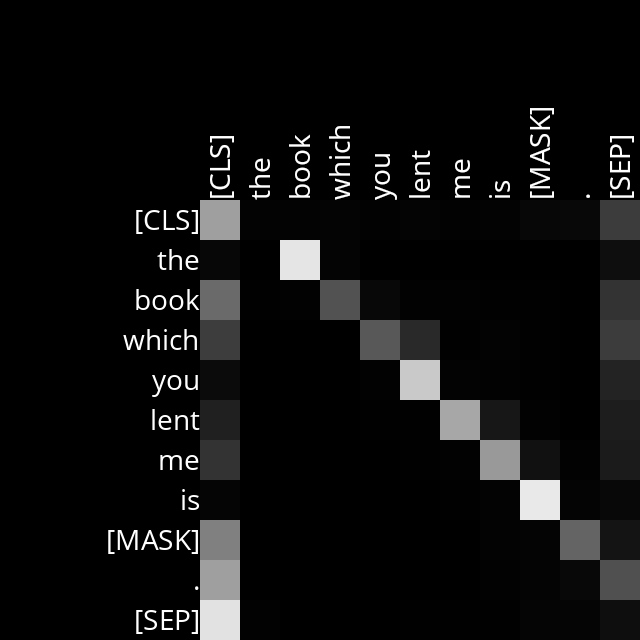 [CLS] the book which you lent me is [MASK] . [SEP]
[CLS]
the
book
which
you
lent
me
is
[MASK]
.
[SEP]